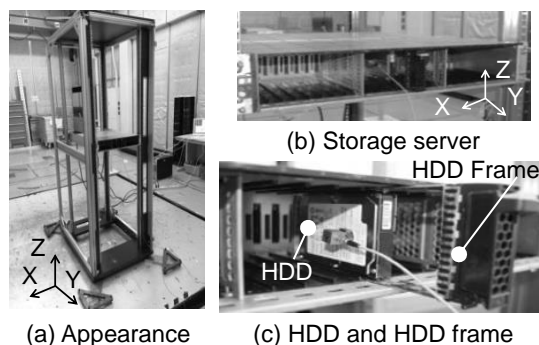 Z
X
Y
(a) Appearance
Z
X
Y
(b) Storage server
HDD Frame
HDD
(c) HDD and HDD frame